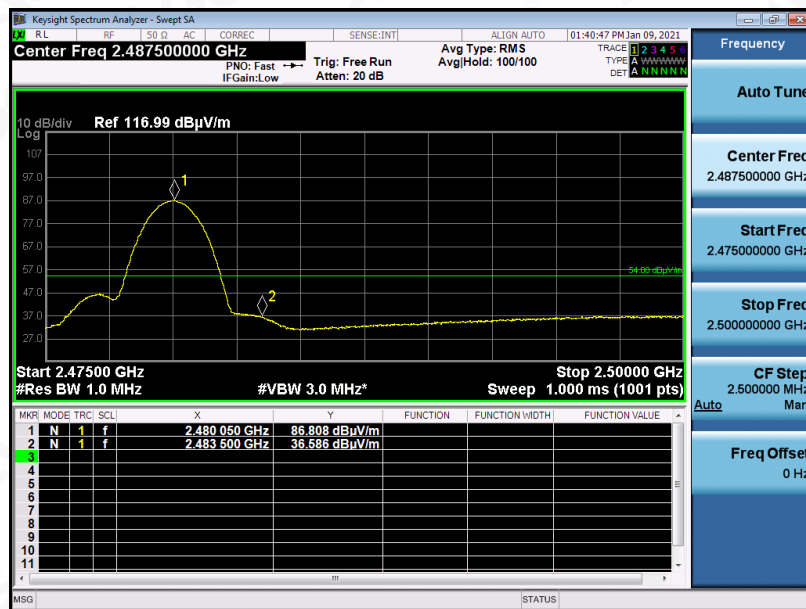 Keysight Spectrum Analyzer - Swept SA
LXI RL RF 50 Ω AC CORREC SENSE:INT ALIGN AUTO 01:40:47 PM Jan 09, 2021
Center Freq 2.487500000 GHz
PNO: Fast
IFGain:Low
Trig: Free Run
Atten: 20 dB
Avg Type: RMS
Avg|Hold: 100/100
TRACE 1 2 3 4 5 6
TYPE A WWWWW
DET A N N N N N
10 dB/div Ref 116.99 dBµV/m
Log
107
97.0
87.0
77.0
67.0
57.0
47.0
37.0
27.0
1
2
54.00 dBµV/m
Start 2.47500 GHz Stop 2.50000 GHz
#Res BW 1.0 MHz #VBW 3.0 MHz* Sweep 1.000 ms (1001 pts)
MKR MODE TRC SCL X Y FUNCTION FUNCTION WIDTH FUNCTION VALUE
1 N 1 f 2.480 050 GHz 86.808 dBµV/m
2 N 1 f 2.483 500 GHz 36.586 dBµV/m
3
4
5
6
7
8
9
10
11
MSG STATUS
Frequency
Auto Tune
Center Freq
2.487500000 GHz
Start Freq
2.475000000 GHz
Stop Freq
2.500000000 GHz
CF Step
2.500000 MHz
Auto Man
Freq Offset
0 Hz